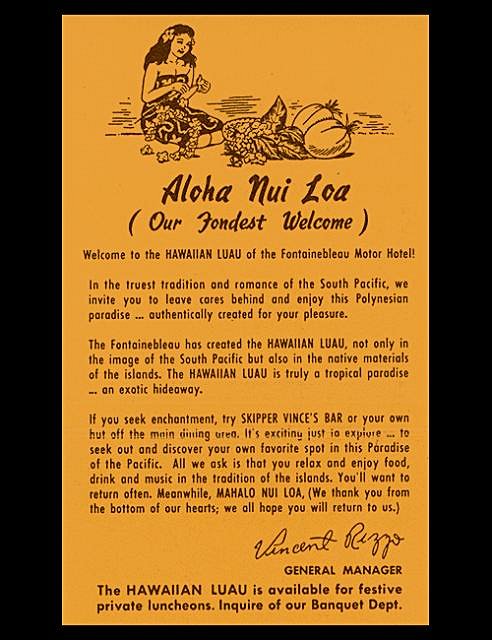 Aloha Nui Loa
( Our Fondest Welcome )
Welcome to the HAWAIIAN LUAU of the Fontainebleau Motor Hotel!
In the truest tradition and romance of the South Pacific, we
invite you to leave cares behind and enjoy this Polynesian
paradise ... authentically created for your pleasure.
The Fontainebleau has created the HAWAIIAN LUAU, not only in
the image of the South Pacific but also in the native materials
of the islands. The HAWAIIAN LUAU is truly a tropical paradise
... an exotic hideaway.
If you seek enchantment, try SKIPPER VINCE'S BAR or your own
hut off the main dining area. It's exciting just to explore ... to
seek out and discover your own favorite spot in this Paradise
of the Pacific. All we ask is that you relax and enjoy food,
drink and music in the tradition of the islands. You'll want to
return often. Meanwhile, MAHALO NUI LOA, (We thank you from
the bottom of our hearts; we all hope you will return to us.)
Vincent Rizzo
GENERAL MANAGER
The HAWAIIAN LUAU is available for festive
private luncheons. Inquire of our Banquet Dept.